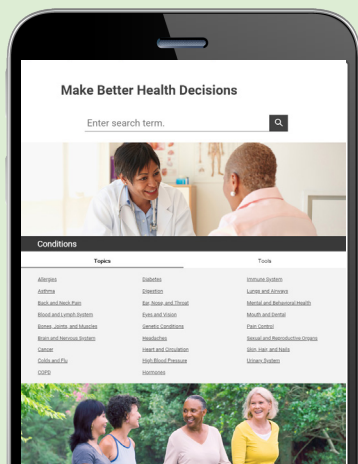 Make Better Health Decisions
Enter search term.
Conditions
Topics
Tools
Allergies
Asthma
Back and Neck Pain
Blood and Lymph System
Bones, Joints, and Muscles
Brain and Nervous System
Cancer
Colds and Flu
COPD
Diabetes
Digestion
Ear, Nose, and Throat
Eyes and Vision
Genetic Conditions
Headaches
Heart and Circulation
High Blood Pressure
Hormones
Immune System
Lungs and Airways
Mental and Behavioral Health
Mouth and Dental
Pain Control
Sexual and Reproductive Organs
Skin, Hair, and Nails
Urinary System